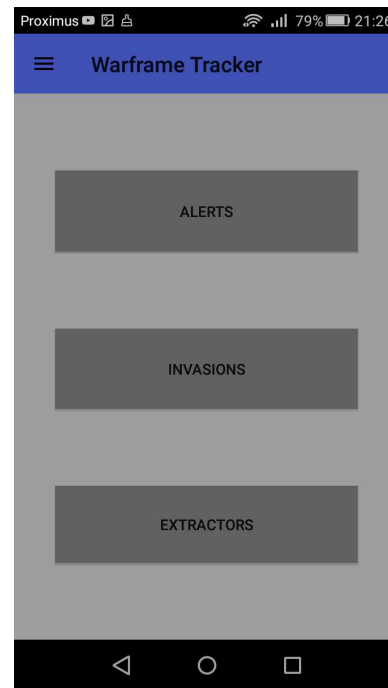 Proximus 79% 21:26
Warframe Tracker
ALERTS
INVASIONS
EXTRACTORS